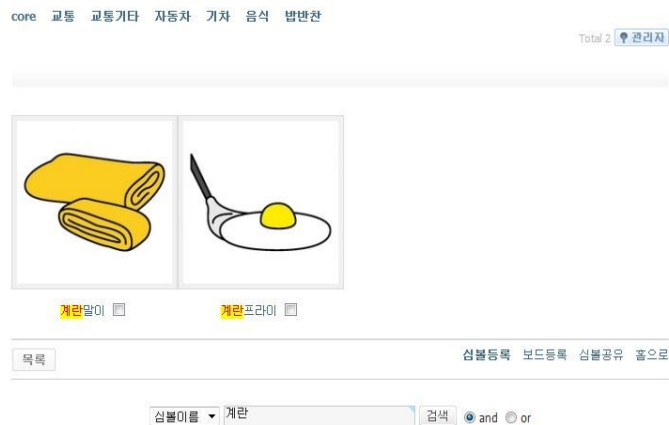 core 교통 교통기타 자동차 기차 음식 밥반찬
Total 2 관리자
계란말이 계란프라이
목록 심볼등록 보드등록 심볼공유 홈으로
심볼이름 계란 검색 and or